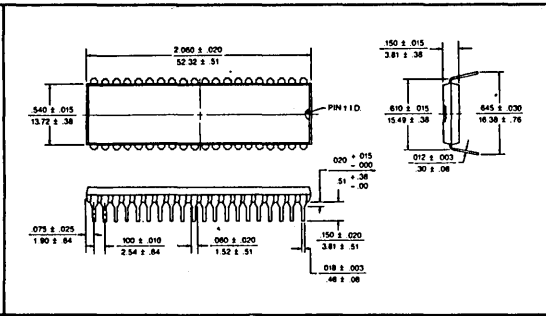 2.060 ± .020
52.32 ± .51
.150 ± .015
3.81 ± .38
.540 ± .015
13.72 ± .38
PIN 1 I.D.
.610 ± .015
15.49 ± .38
.645 ± .030
16.38 ± .76
.012 ± .003
.30 ± .08
.020 + .015
- .000
.51 + .38
- .00
.075 ± .025
1.90 ± .64
.100 ± .010
2.54 ± .64
.060 ± .020
1.52 ± .51
.150 ± .020
3.81 ± .51
.018 ± .003
.46 ± .08